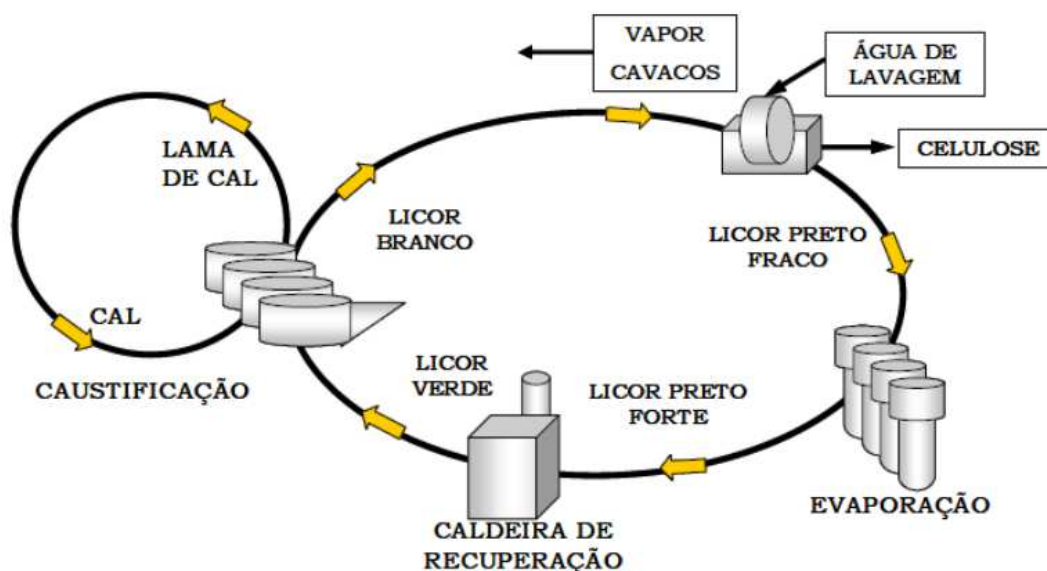 VAPOR
CAVACOS
ÁGUA DE
LAVAGEM
CELULOSE
LAMA
DE CAL
LICOR
BRANCO
LICOR PRETO
FRACO
CAL
CAUSTIFICAÇÃO
LICOR
VERDE
LICOR PRETO
FORTE
EVAPORAÇÃO
CALDEIRA DE
RECUPERAÇÃO